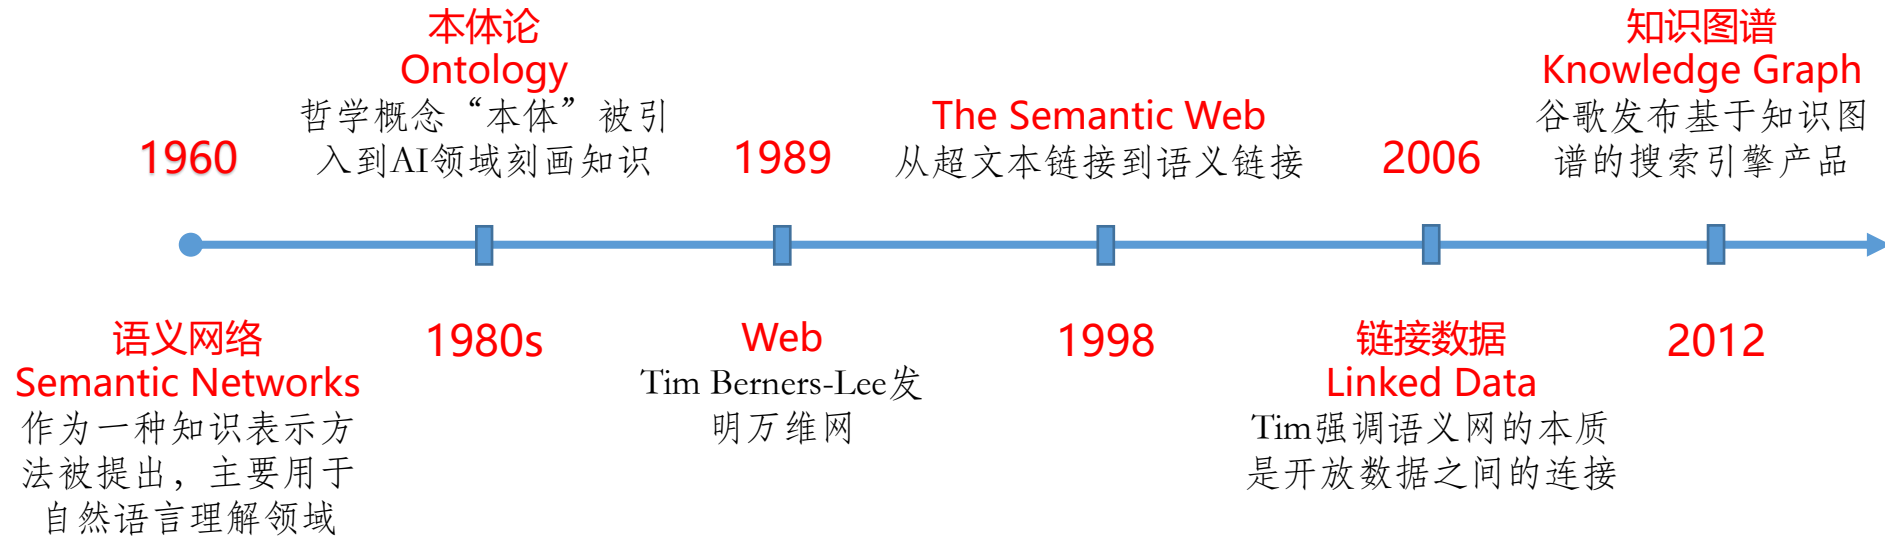 1960
语义网络
Semantic Networks
作为一种知识表示方
法被提出，主要用于
自然语言理解领域
本体论
Ontology
哲学概念“本体”被引
入到AI领域刻画知识
1980s
1989
Web
Tim Berners-Lee发
明万维网
The Semantic Web
从超文本链接到语义链接
1998
2006
链接数据
Linked Data
Tim强调语义网的本质
是开放数据之间的连接
知识图谱
Knowledge Graph
谷歌发布基于知识图
谱的搜索引擎产品
2012